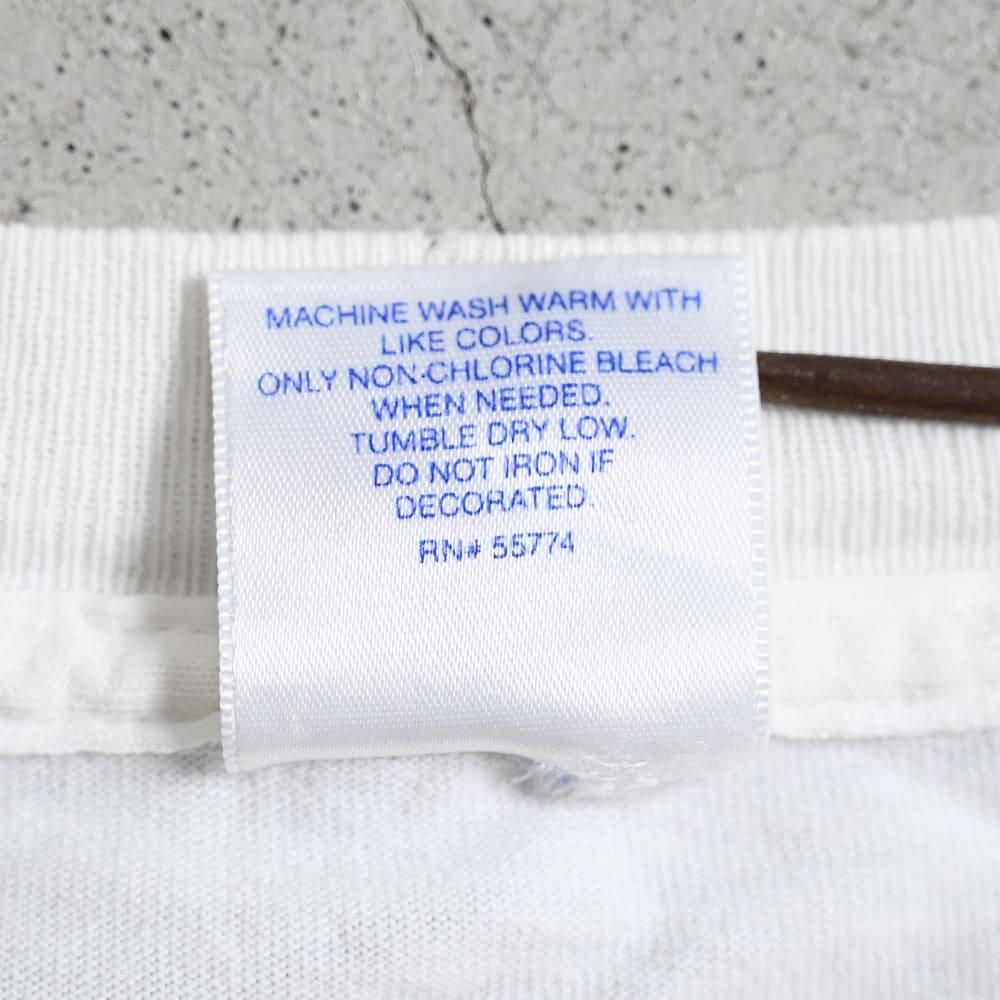 MACHINE WASH WARM WITH
LIKE COLORS.
ONLY NON-CHLORINE BLEACH
WHEN NEEDED.
TUMBLE DRY LOW.
DO NOT IRON IF
DECORATED.
RN# 55774